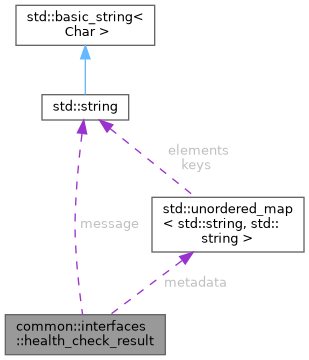 std::basic_string<
Char >
std::string
elements
keys
std::unordered_map
< std::string, std::
string >
message
metadata
common::interfaces
::health_check_result